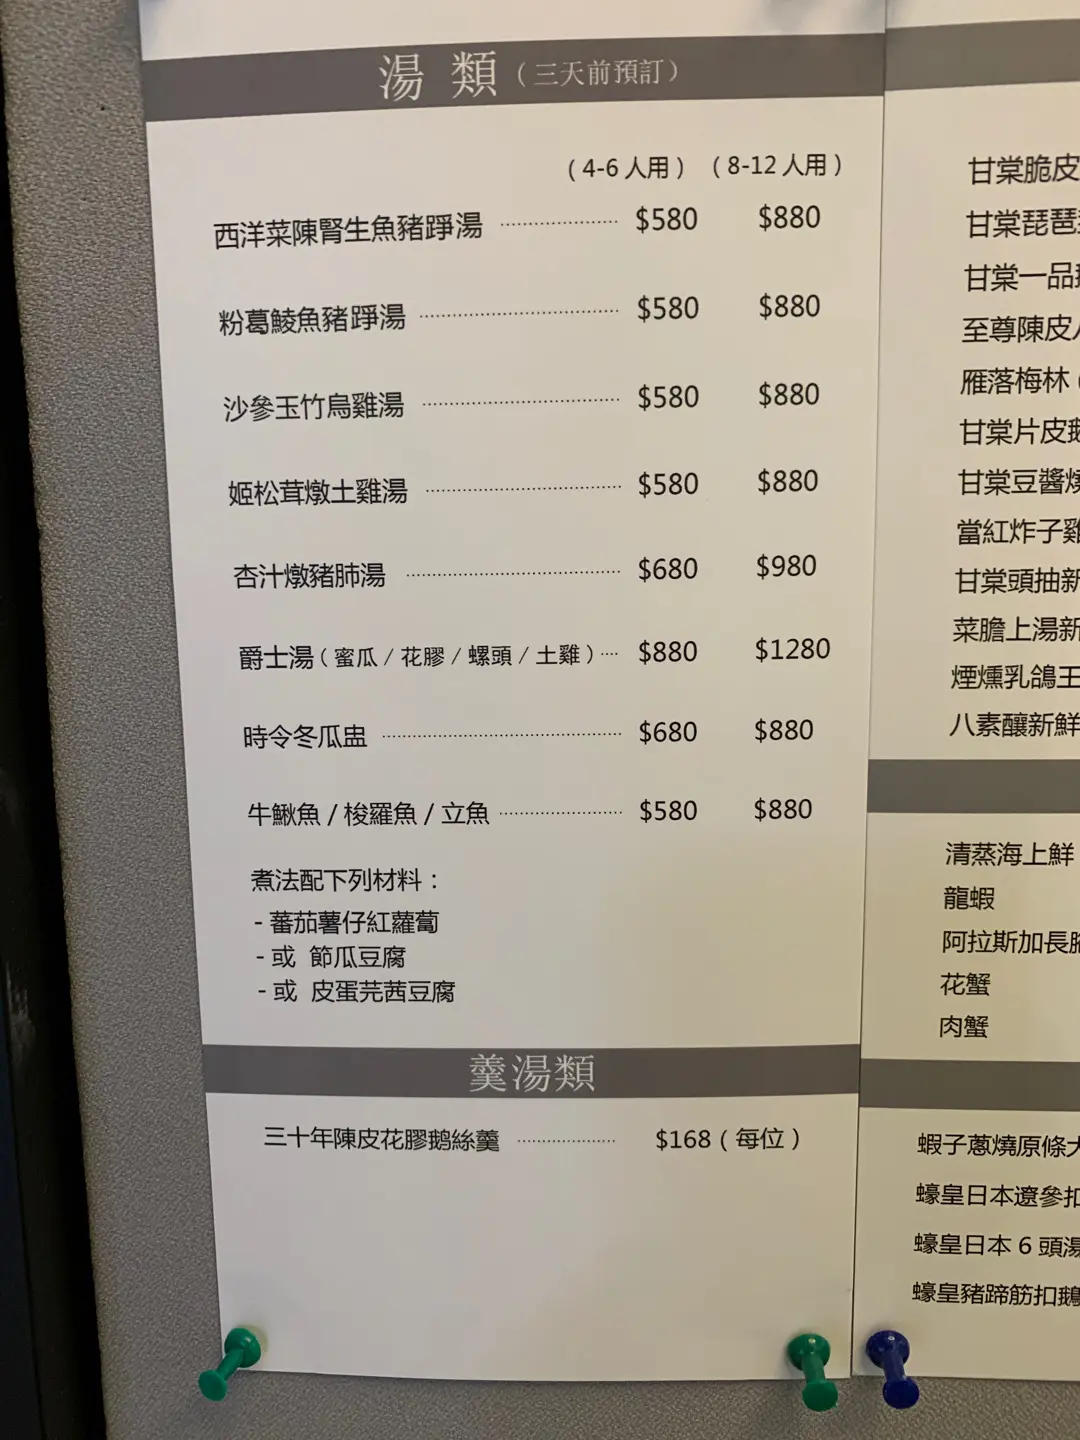 湯 類（三天前預訂）
（4-6 人用）（8-12 人用）
西洋菜陳腎生魚豬踭湯 $580 $880
粉葛鯪魚豬踭湯 $580 $880
沙參玉竹烏雞湯 $580 $880
姬松茸燉土雞湯 $580 $880
杏汁燉豬肺湯 $680 $980
爵士湯（蜜瓜 / 花膠 / 螺頭 / 土雞） $880 $1280
時令冬瓜盅 $680 $880
牛鰍魚 / 梭羅魚 / 立魚 $580 $880
煮法配下列材料：
- 蕃茄薯仔紅蘿蔔
- 或 節瓜豆腐
- 或 皮蛋芫茜豆腐
羹湯類
三十年陳皮花膠鵝絲羹 $168（每位）
甘棠脆皮
甘棠琵琶
甘棠一品
至尊陳皮
雁落梅林
甘棠片皮
甘棠豆醬
當紅炸子雞
甘棠頭抽新
菜膽上湯新
煙燻乳鴿王
八素釀新鮮
清蒸海上鮮
龍蝦
阿拉斯加長腳
花蟹
肉蟹
蝦子蔥燒原條
蠔皇日本遼參扣
蠔皇日本 6 頭湯
蠔皇豬蹄筋扣鵝